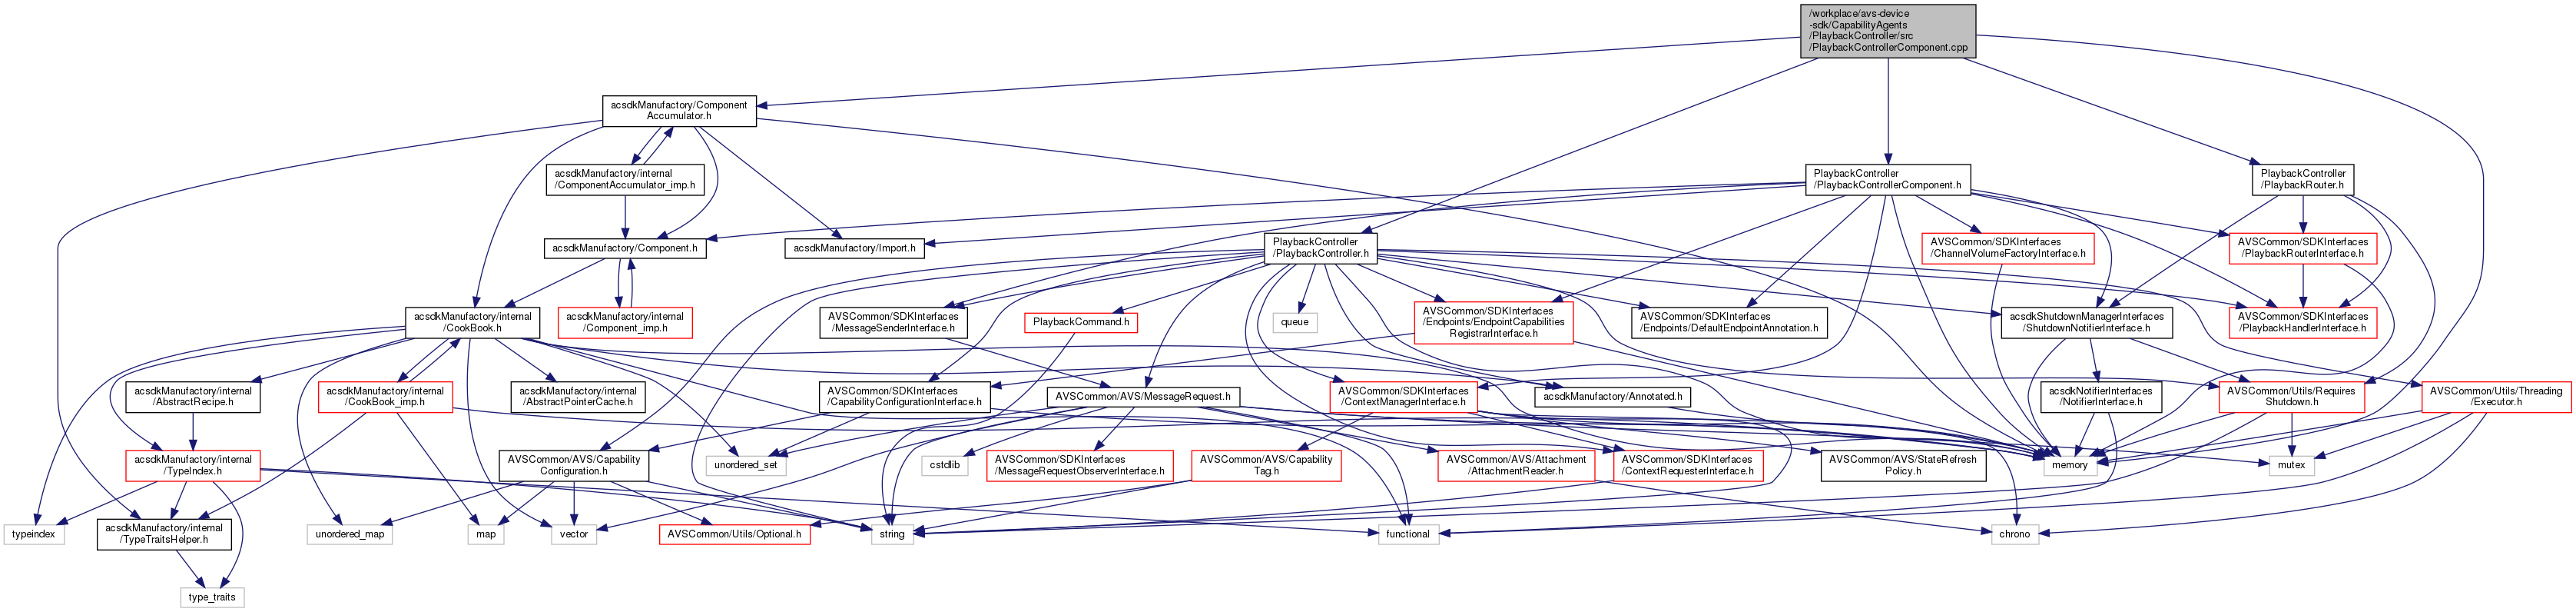 /workplace/avs-device
-sdk/CapabilityAgents
/PlaybackController/src
/PlaybackControllerComponent.cpp
acsdkManufactory/Component
Accumulator.h
acsdkManufactory/internal
/ComponentAccumulator_imp.h
PlaybackController
/PlaybackControllerComponent.h
PlaybackController
/PlaybackRouter.h
acsdkManufactory/Component.h
acsdkManufactory/Import.h
PlaybackController
/PlaybackController.h
AVSCommon/SDKInterfaces
/ChannelVolumeFactoryInterface.h
AVSCommon/SDKInterfaces
/PlaybackRouterInterface.h
acsdkManufactory/internal
/CookBook.h
acsdkManufactory/internal
/Component_imp.h
AVSCommon/SDKInterfaces
/MessageSenderInterface.h
PlaybackCommand.h
queue
AVSCommon/SDKInterfaces
/Endpoints/EndpointCapabilities
RegistrarInterface.h
AVSCommon/SDKInterfaces
/Endpoints/DefaultEndpointAnnotation.h
acsdkShutdownManagerInterfaces
/ShutdownNotifierInterface.h
AVSCommon/SDKInterfaces
/PlaybackHandlerInterface.h
acsdkManufactory/internal
/AbstractRecipe.h
acsdkManufactory/internal
/CookBook_imp.h
acsdkManufactory/internal
/AbstractPointerCache.h
AVSCommon/SDKInterfaces
/CapabilityConfigurationInterface.h
AVSCommon/AVS/MessageRequest.h
AVSCommon/SDKInterfaces
/ContextManagerInterface.h
acsdkManufactory/Annotated.h
acsdkNotifierInterfaces
/NotifierInterface.h
AVSCommon/Utils/Requires
Shutdown.h
AVSCommon/Utils/Threading
/Executor.h
acsdkManufactory/internal
/TypeIndex.h
AVSCommon/AVS/Capability
Configuration.h
unordered_set
cstdlib
AVSCommon/SDKInterfaces
/MessageRequestObserverInterface.h
AVSCommon/AVS/Capability
Tag.h
AVSCommon/AVS/Attachment
/AttachmentReader.h
AVSCommon/SDKInterfaces
/ContextRequesterInterface.h
AVSCommon/AVS/StateRefresh
Policy.h
memory
mutex
typeindex
acsdkManufactory/internal
/TypeTraitsHelper.h
unordered_map
map
vector
AVSCommon/Utils/Optional.h
string
functional
chrono
type_traits